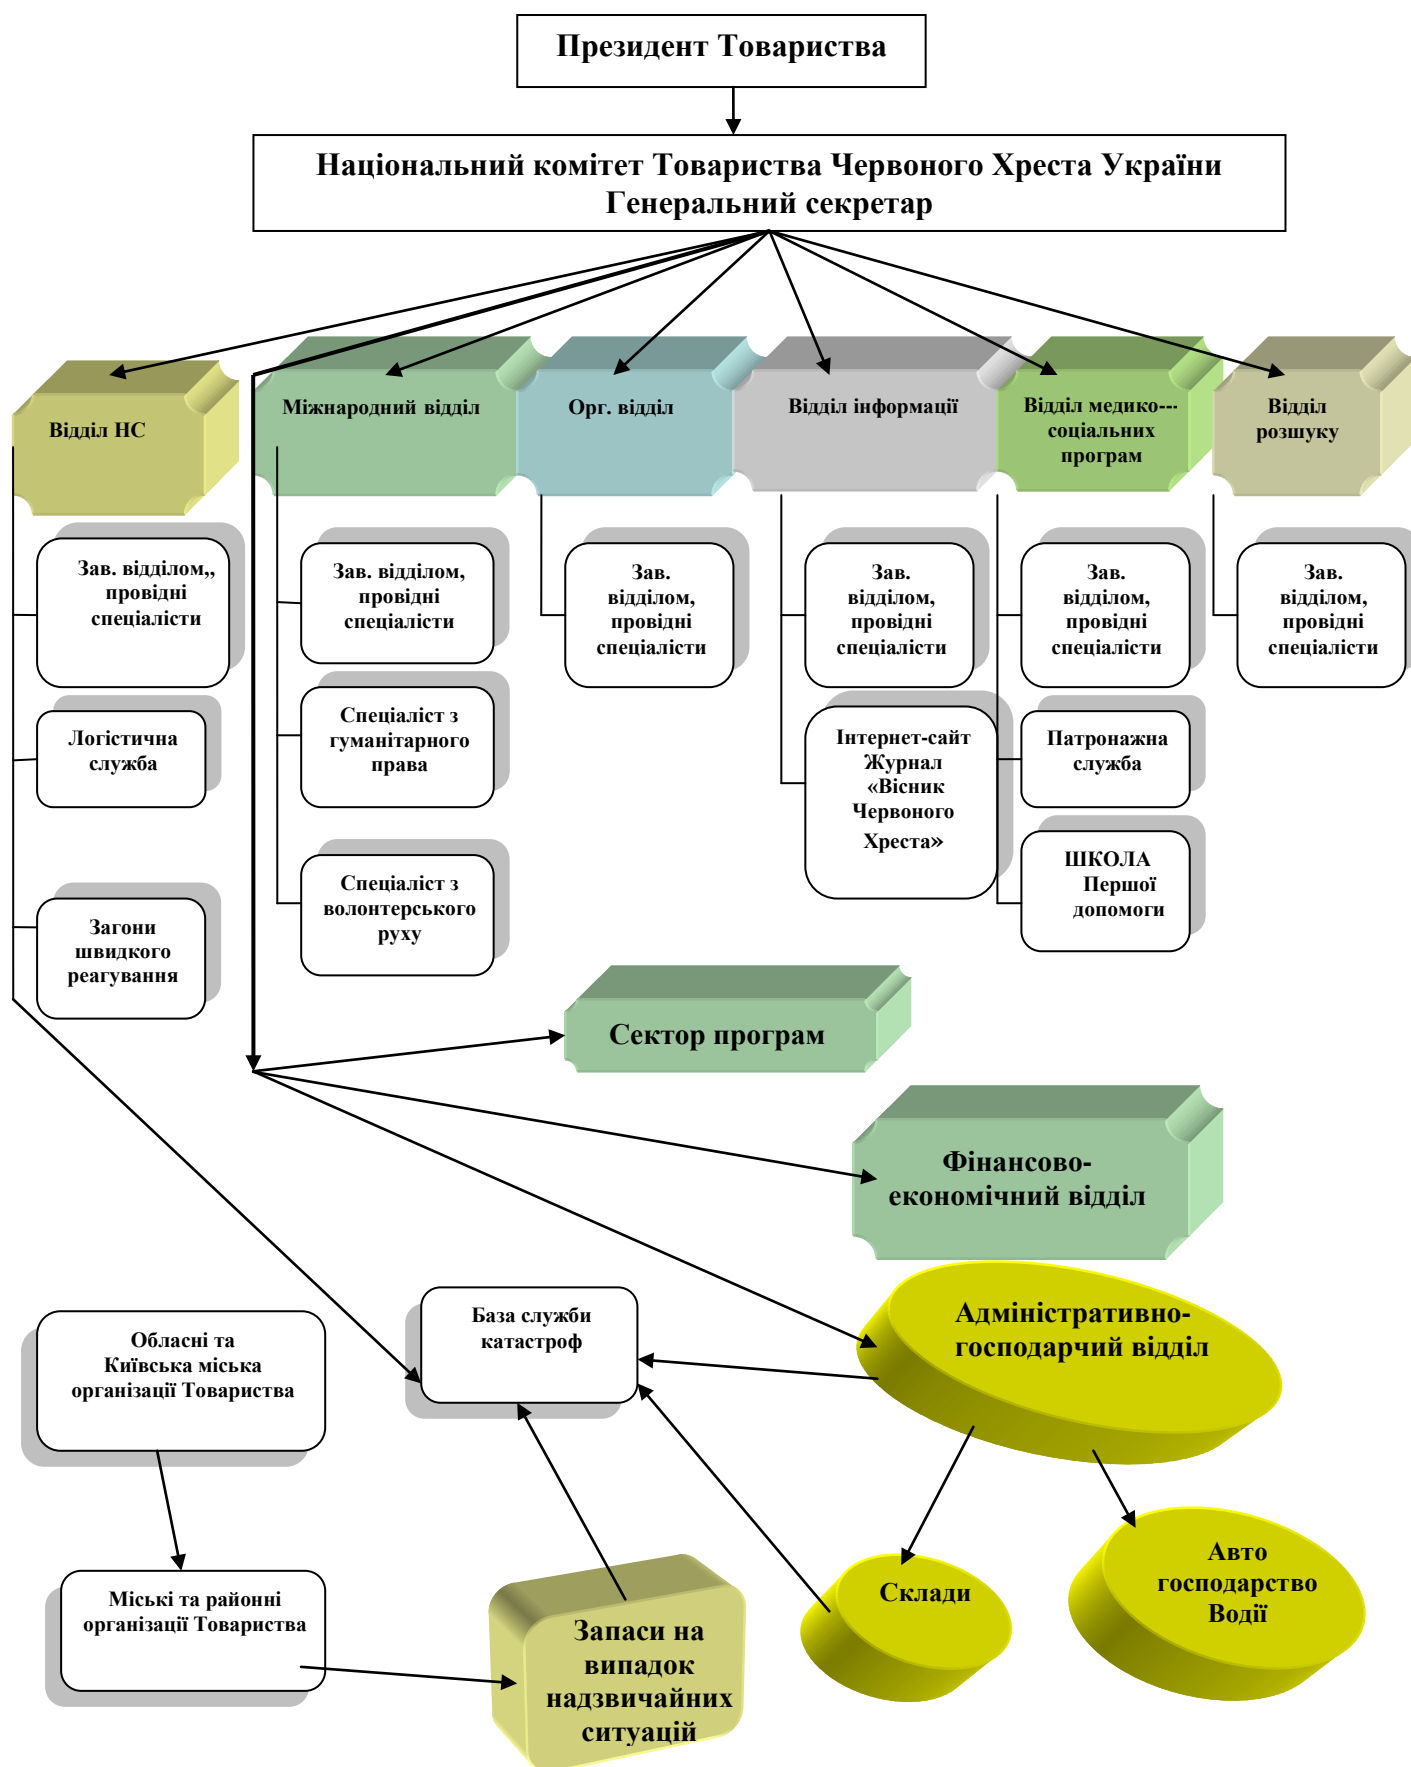 Президент Товариства
Національний комітет Товариства Червоного Хреста України
Генеральний секретар
Відділ НС
Міжнародний відділ
Орг. відділ
Відділ інформації
Відділ медико---
соціальних
програм
Відділ
розшуку
Зав. відділом,,
провідні
спеціалісти
Зав. відділом,
провідні
спеціалісти
Зав.
відділом,
провідні
спеціалісти
Зав.
відділом,
провідні
спеціалісти
Зав.
відділом,
провідні
спеціалісти
Зав.
відділом,
провідні
спеціалісти
Логістична
служба
Спеціаліст з
гуманітарного
права
Інтернет-сайт
Журнал
«Вісник
Червоного
Хреста»
Патронажна
служба
Загони
швидкого
реагування
Спеціаліст з
волонтерського
руху
ШКОЛА
Першої
допомоги
Сектор програм
Фінансово-
економічний відділ
Адміністративно-
господарчий відділ
База служби
катастроф
Обласні та
Київська міська
організації Товариства
Міські та районні
організації Товариства
Запаси на
випадок
надзвичайних
ситуацій
Склади
Авто
господарство
Водії